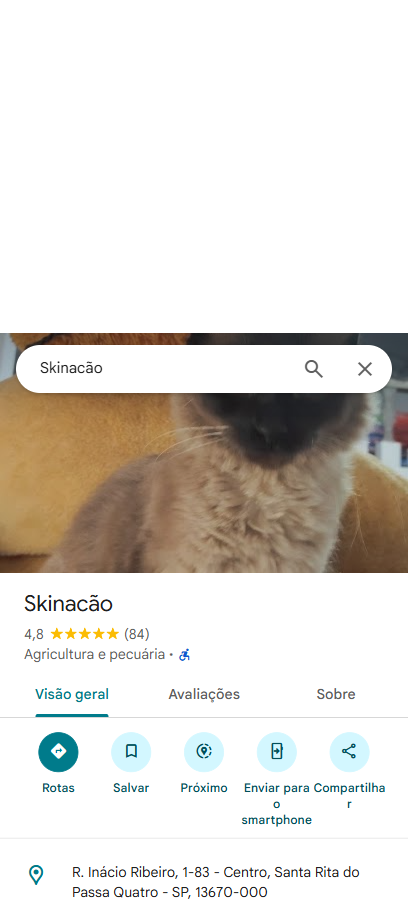 Skinacão
Skinacão
4,8 (84)
Agricultura e pecuária ·
Visão geral Avaliações Sobre
Rotas Salvar Próximo Enviar para o smartphone Compartilhar
R. Inácio Ribeiro, 1-83 - Centro, Santa Rita do
Passa Quatro - SP, 13670-000